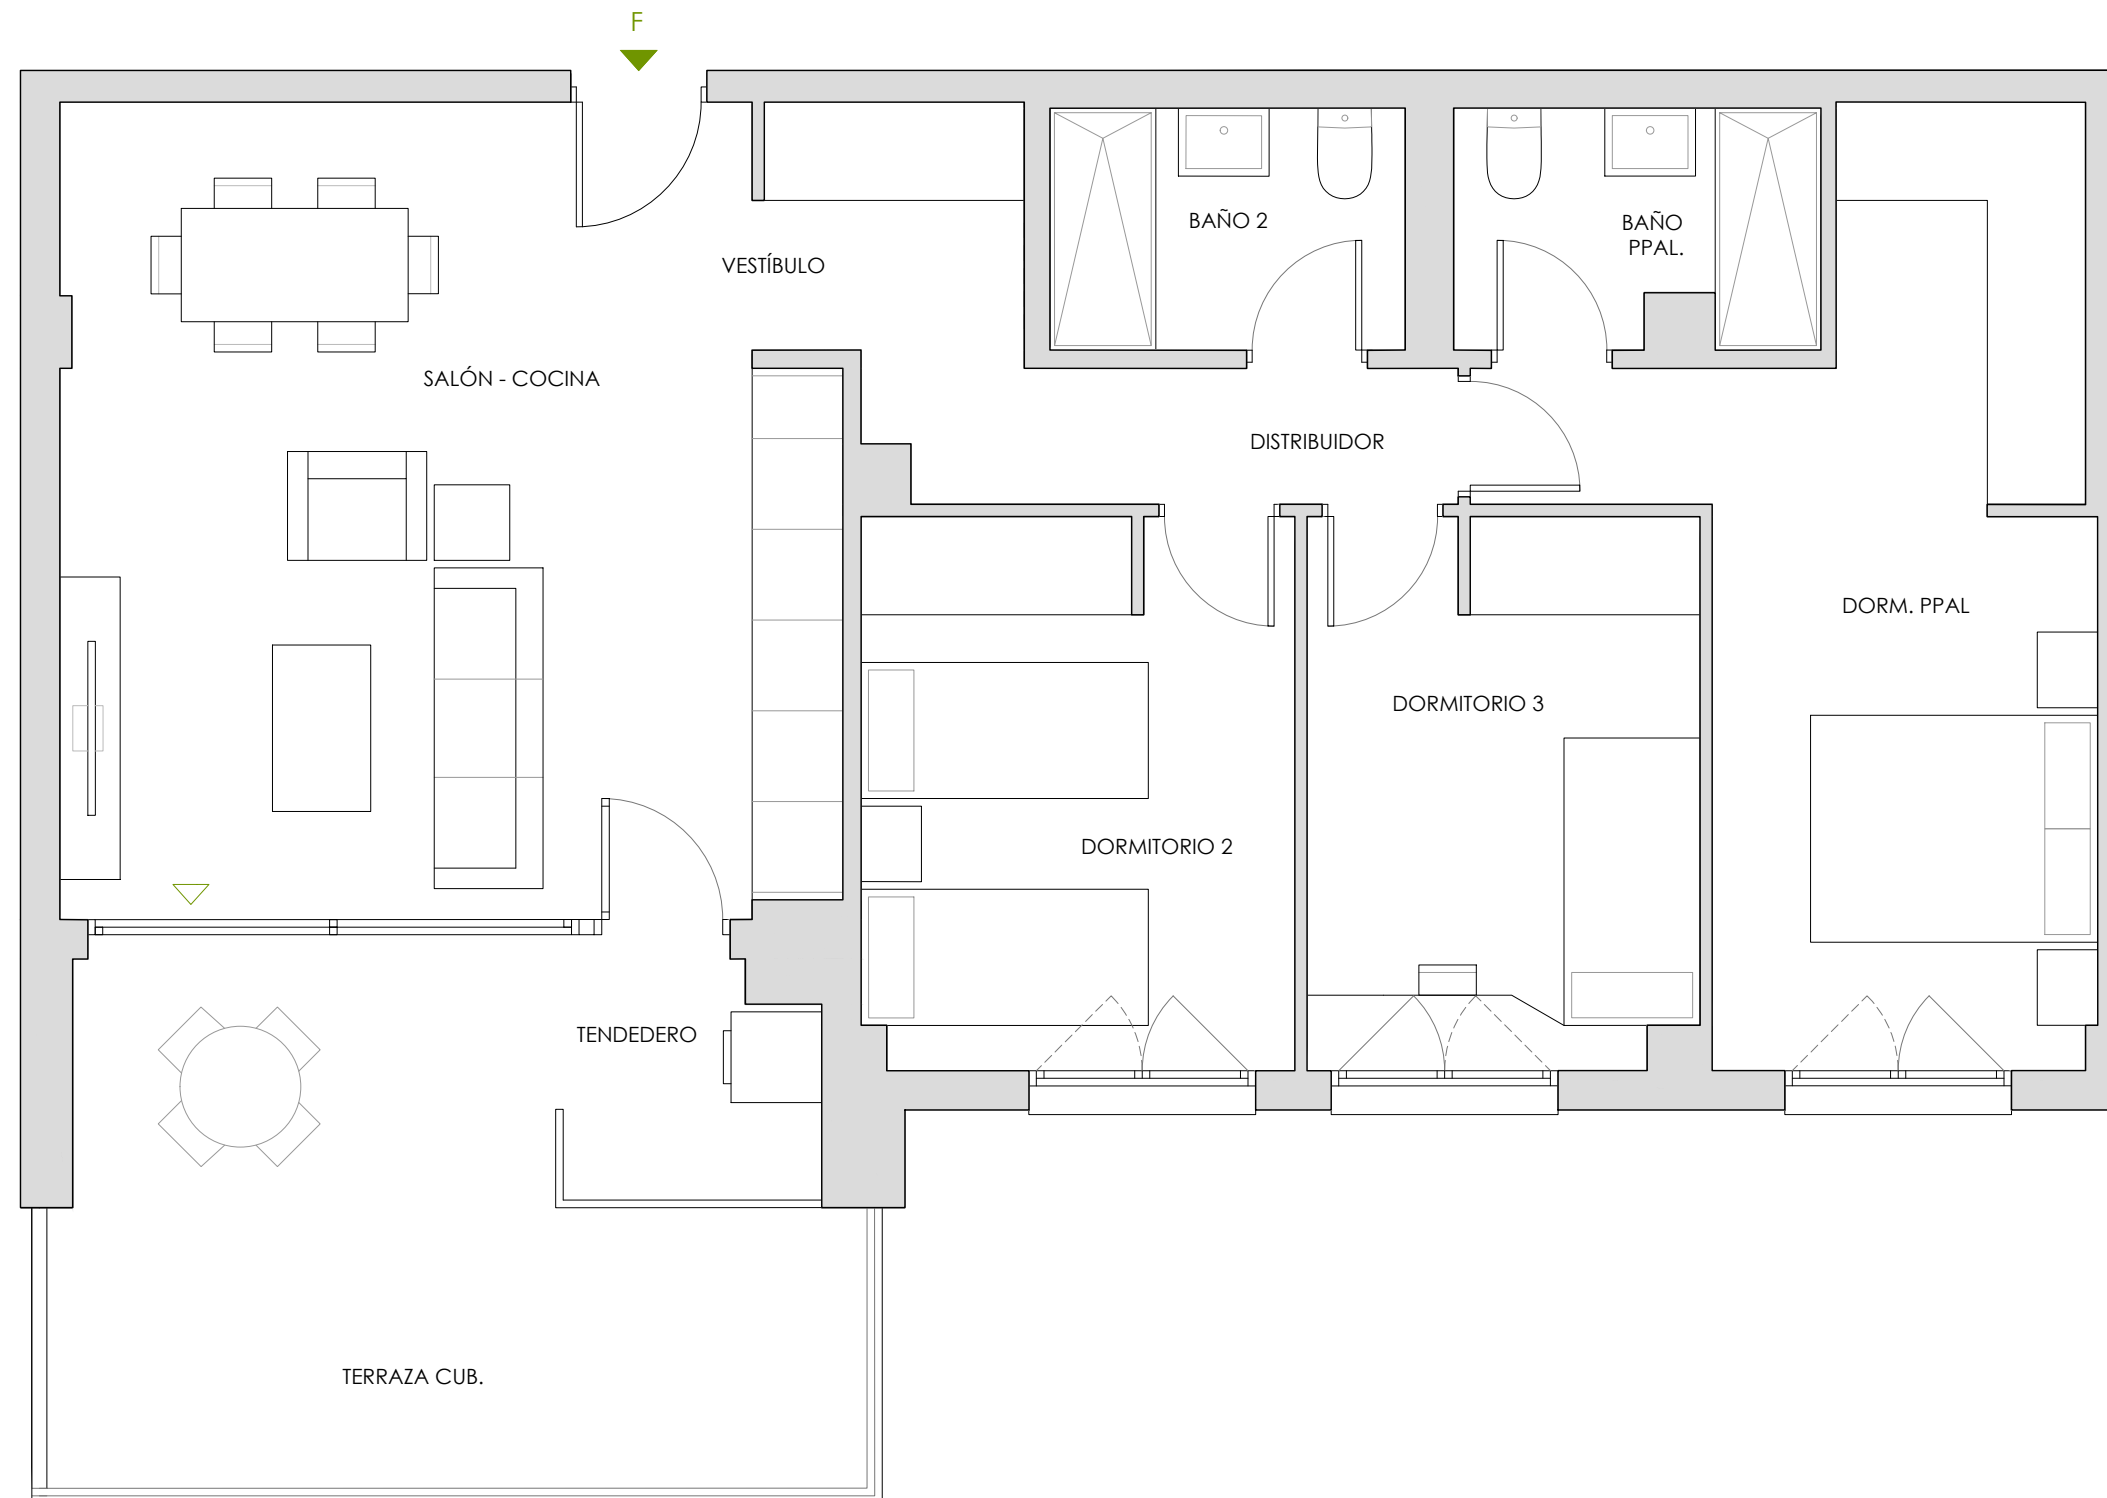 F
BAÑO 2
BAÑO
PPAL.
VESTÍBULO
SALÓN - COCINA
DISTRIBUIDOR
DORM. PPAL
DORMITORIO 3
DORMITORIO 2
TENDEDERO
TERRAZA CUB.